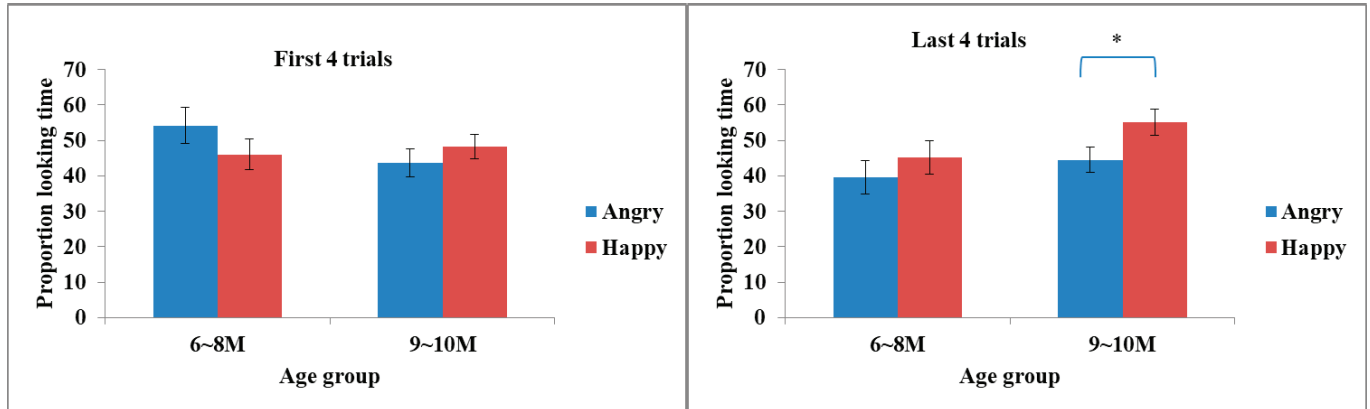 First 4 trials
Proportion looking time
70
60
50
40
30
20
10
0
6~8M
9~10M
Age group
Angry
Happy
Last 4 trials
*
Proportion looking time
70
60
50
40
30
20
10
0
6~8M
9~10M
Age group
Angry
Happy